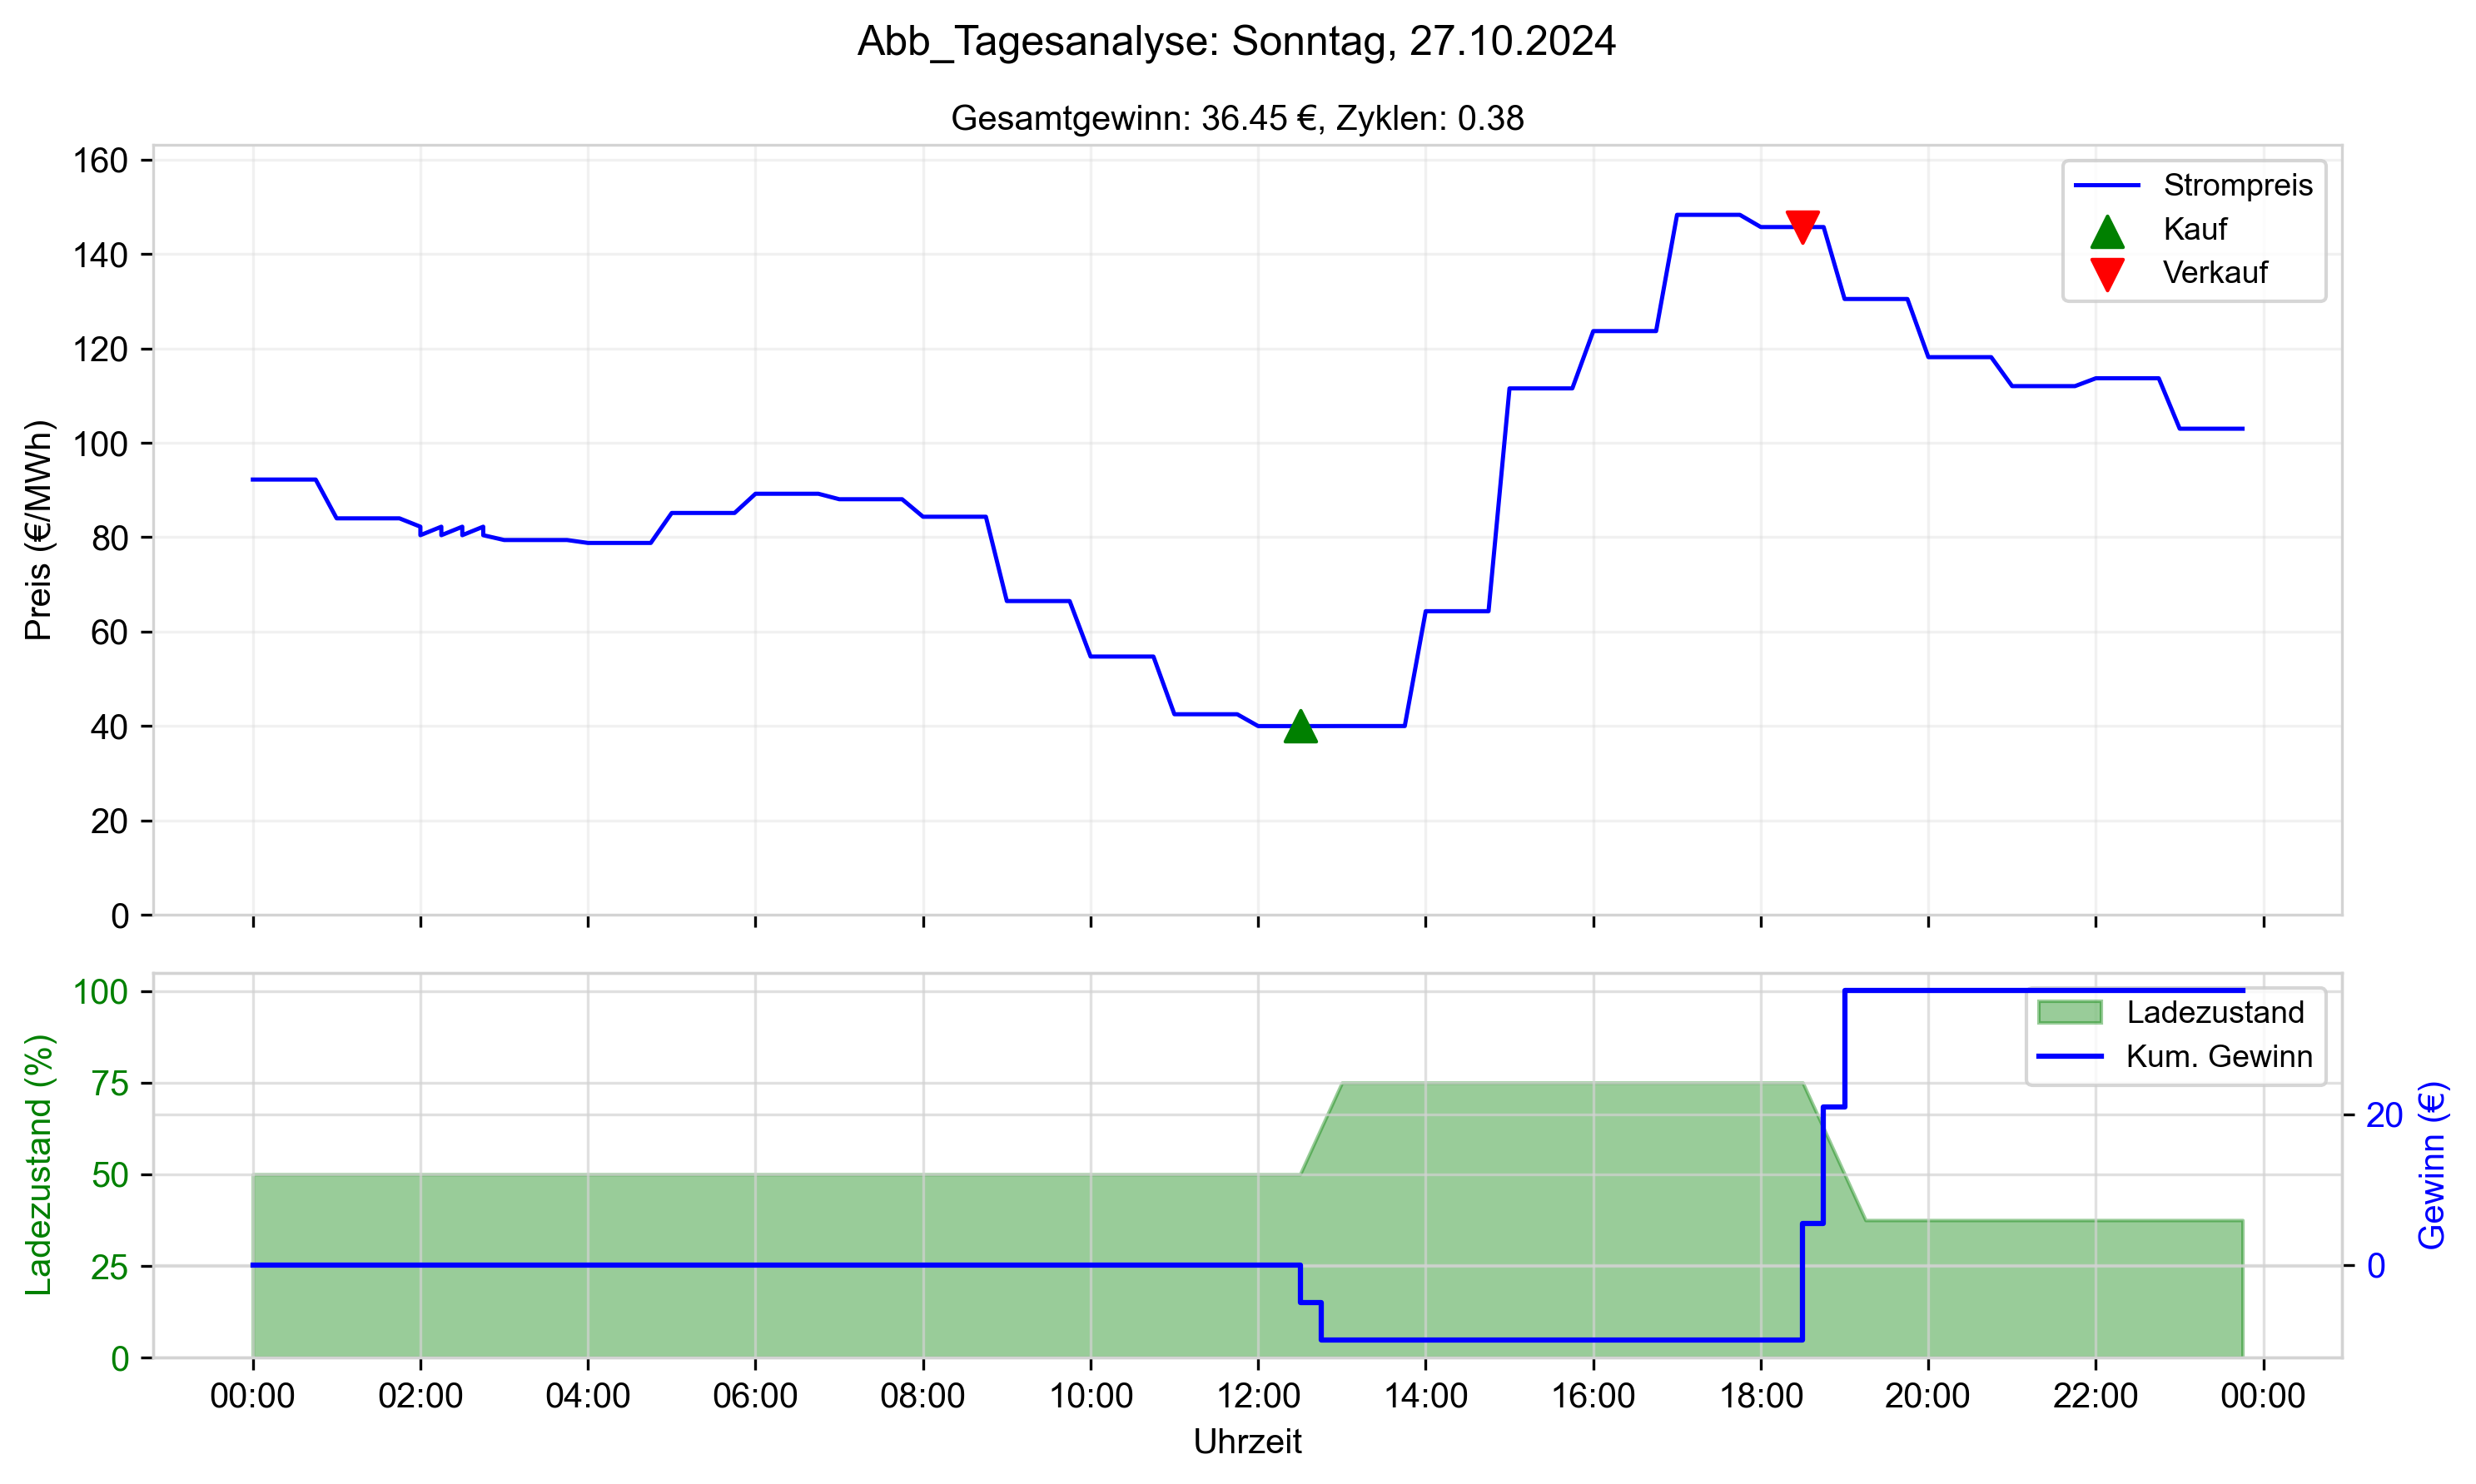 Abb_Tagesanalyse: Sonntag, 27.10.2024
Gesamtgewinn: 36.45 €, Zyklen: 0.38
160
140
120
100
80
60
40
20
0
Preis (€/MWh)
Strompreis
Kauf
Verkauf
100
75
50
25
0
Ladezustand (%)
Ladezustand
Kum. Gewinn
20
0
Gewinn (€)
00:00 02:00 04:00 06:00 08:00 10:00 12:00 14:00 16:00 18:00 20:00 22:00 00:00
Uhrzeit